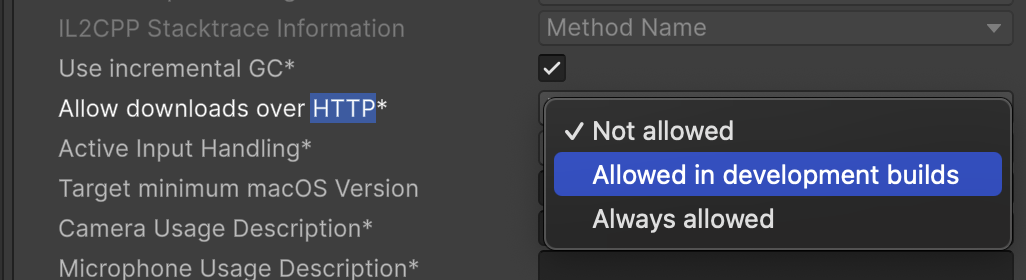 IL2CPP Stacktrace Information Method Name
Use incremental GC*
Allow downloads over HTTP*
Not allowed
Active Input Handling*
Allowed in development builds
Target minimum macOS Version
Always allowed
Camera Usage Description*
Microphone Usage Description*